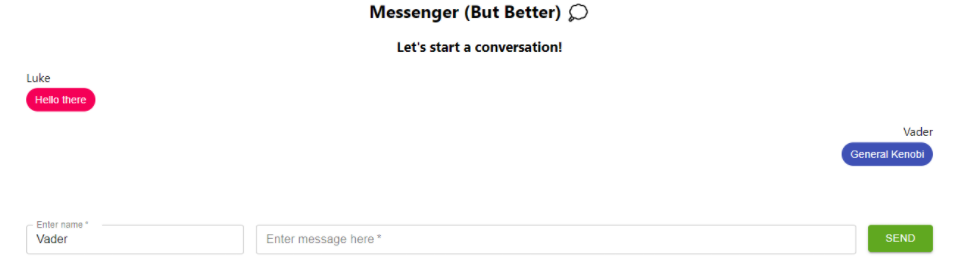 Messenger (But Better) 💭
Let's start a conversation!
Luke
Hello there
Vader
General Kenobi
Enter name *
Vader
Enter message here *
SEND